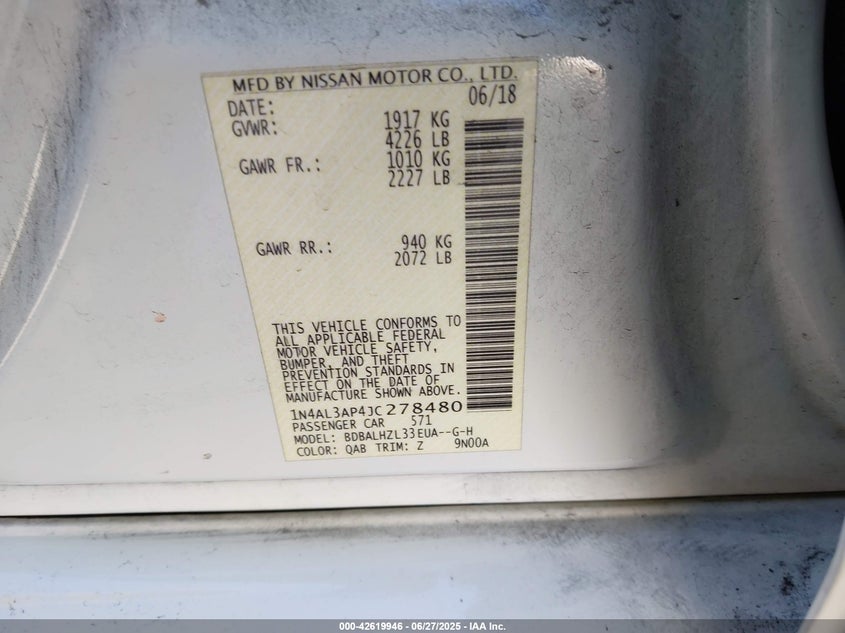 MFD BY NISSAN MOTOR CO., LTD.
DATE: 06/18
GVWR: 1917 KG
4226 LB
GAWR FR.: 1010 KG
2227 LB
GAWR RR.: 940 KG
2072 LB
THIS VEHICLE CONFORMS TO
ALL APPLICABLE FEDERAL
MOTOR VEHICLE SAFETY,
BUMPER, AND THEFT
PREVENTION STANDARDS IN
EFFECT ON THE DATE OF
MANUFACTURE SHOWN ABOVE.
1N4AL3AP4JC278480
PASSENGER CAR 571
MODEL: BDBALHZL33EUA--G-H
COLOR: QAB TRIM: Z 9N00A
000-42619946 - 06/27/2025 - IAA Inc.